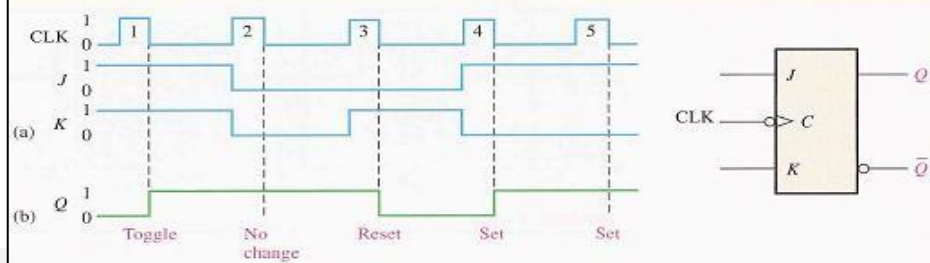 CLK 1 0 1 2 3 4 5
J 1 0
(a) K 1 0
(b) Q 1 0
Toggle No change Reset Set Set
J Q
CLK C
K Q̅